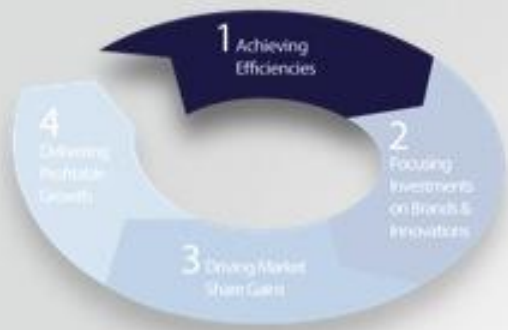 1 Achieving
Efficiencies
2
Focusing
Investments
on Brands &
Innovations
3 Driving Market
Share Gains
4
Delivering
Profitable
Growth